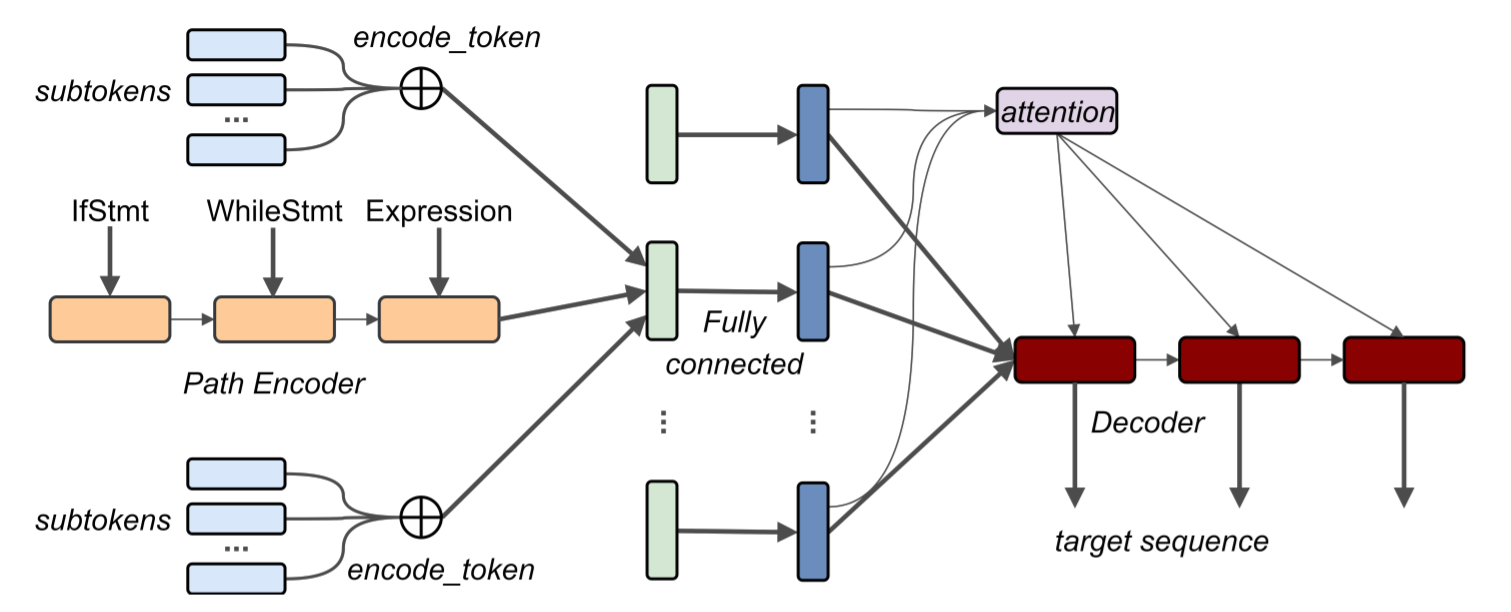 encode_token
subtokens
...
IfStmt WhileStmt Expression
Path Encoder
subtokens
...
encode_token
Fully
connected
...
...
attention
Decoder
target sequence